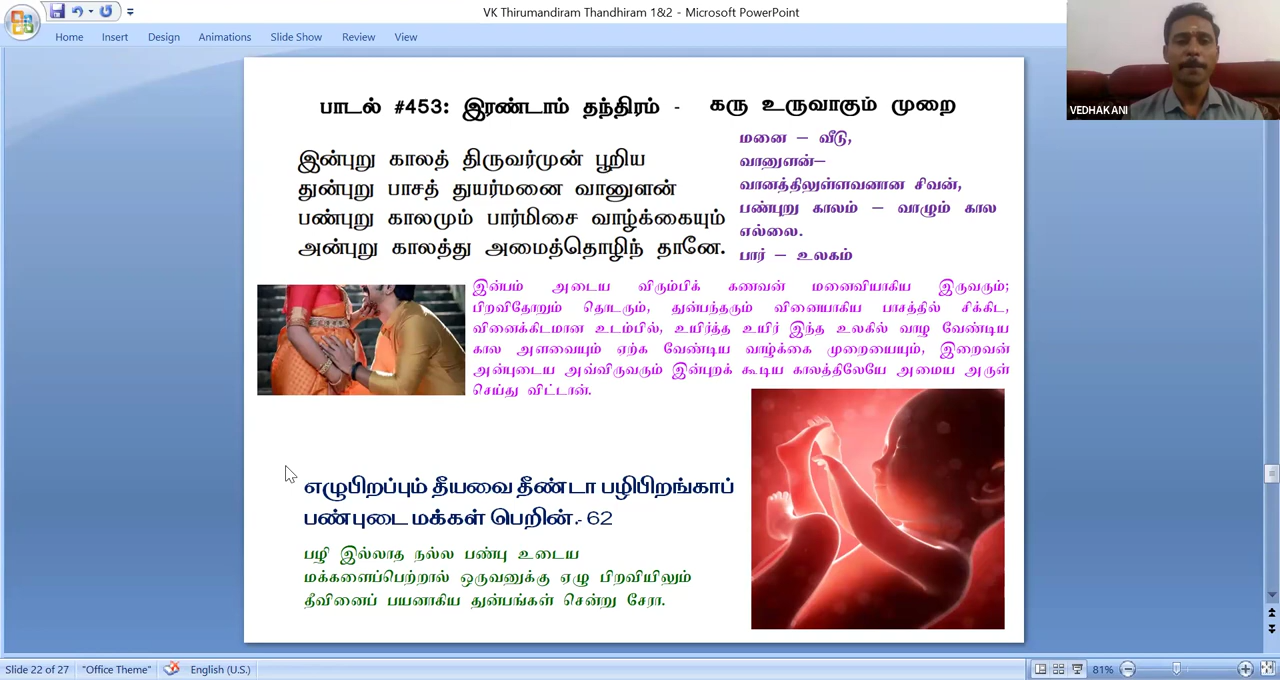 VK Thirumandiram Thandhiram 1&2 - Microsoft PowerPoint
Home Insert Design Animations Slide Show Review View
VEDHAKANI
பாடல் #453: இரண்டாம் தந்திரம் - கரு உருவாகும் முறை
இன்புறு காலத் திருவர்முன் பூறிய
துன்புறு பாசத் துயர்மனை வானுளன்
பண்புறு காலமும் பார்மிசை வாழ்க்கையும்
அன்புறு காலத்து அமைத்தொழிந் தானே.
மனை – வீடு,
வானுளன்–
வானத்திலுள்ளவனான சிவன்,
பண்புறு காலம் – வாழும் கால
எல்லை.
பார் – உலகம்
இன்பம் அடைய விரும்பிக் கணவன் மனைவியாகிய இருவரும்;
பிறவிதோறும் தொடரும், துன்பந்தரும் வினையாகிய பாசத்தில் சிக்கிட,
வினைக்கிடமான உடம்பில், உயிர்த்த உயிர் இந்த உலகில் வாழ வேண்டிய
கால அளவையும் ஏற்க வேண்டிய வாழ்க்கை முறையையும், இறைவன்
அன்புடைய அவ்விருவரும் இன்புறக் கூடிய காலத்திலேயே அமைய அருள்
செய்து விட்டான்.
எழுபிறப்பும் தீயவை தீண்டா பழிபிறங்காப்
பண்புடை மக்கள் பெறின்.- 62
பழி இல்லாத நல்ல பண்பு உடைய
மக்களைப்பெற்றால் ஒருவனுக்கு ஏழு பிறவியிலும்
தீவினைப் பயனாகிய துன்பங்கள் சென்று சேரா.
Slide 22 of 27 "Office Theme" English (U.S.) 81%